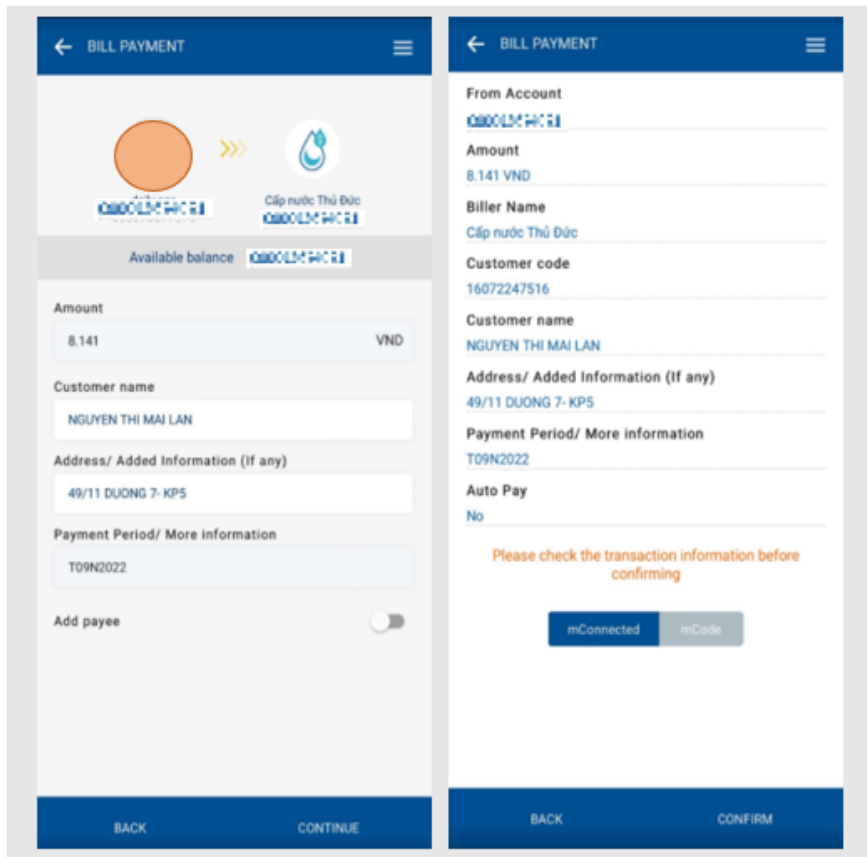 BILL PAYMENT
Cấp nước Thủ Đức
Available balance
Amount
8.141 VND
Customer name
NGUYEN THI MAI LAN
Address/ Added Information (If any)
49/11 DUONG 7- KP5
Payment Period/ More information
T09N2022
Add payee
BACK CONTINUE
BILL PAYMENT
From Account
Amount
8.141 VND
Biller Name
Cấp nước Thủ Đức
Customer code
16072247516
Customer name
NGUYEN THI MAI LAN
Address/ Added Information (If any)
49/11 DUONG 7- KP5
Payment Period/ More information
T09N2022
Auto Pay
No
Please check the transaction information before
confirming
mConnected mCode
BACK CONFIRM